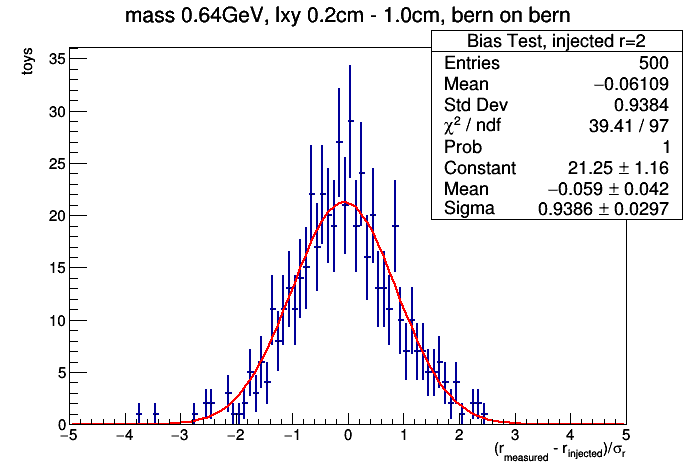 mass 0.64GeV, lxy 0.2cm - 1.0cm, bern on bern
Bias Test, injected r=2
Entries 500
Mean −0.06109
Std Dev 0.9384
χ² / ndf 39.41 / 97
Prob 1
Constant 21.25 ± 1.16
Mean −0.059 ± 0.042
Sigma 0.9386 ± 0.0297
toys
35
30
25
20
15
10
5
0
−5 −4 −3 −2 −1 0 1 2 3 4 5
(r_measured - r_injected)/σ_r